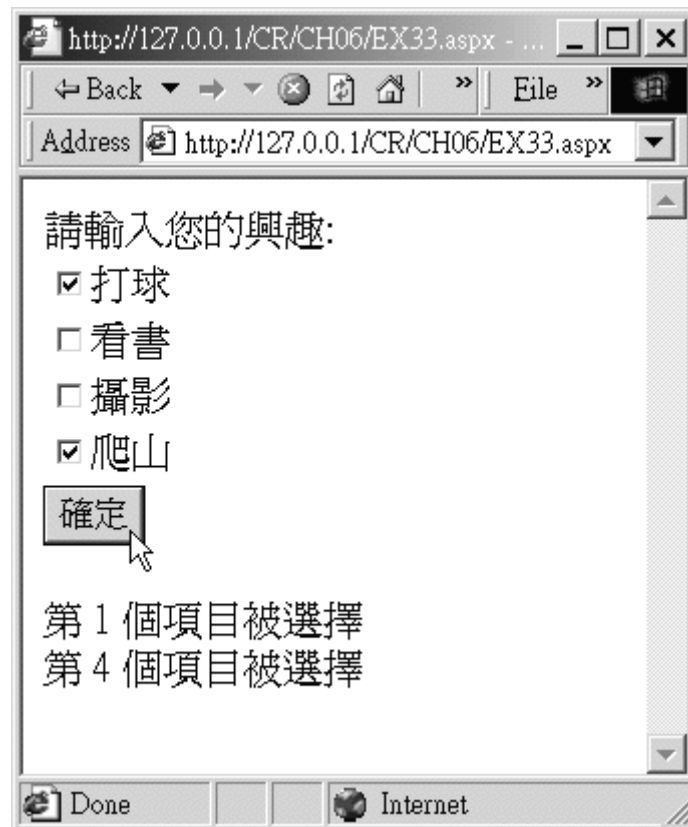 http://127.0.0.1/CR/CH06/EX33.aspx - ...
Back » File »
Address http://127.0.0.1/CR/CH06/EX33.aspx
請輸入您的興趣:
打球
看書
攝影
爬山
確定
第 1 個項目被選擇
第 4 個項目被選擇
Done Internet